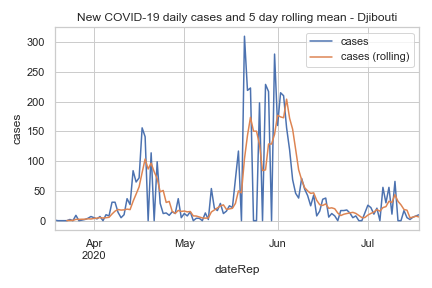 New COVID-19 daily cases and 5 day rolling mean - Djibouti
cases
cases (rolling)
300
250
200
150
100
50
0
cases
Apr
2020
May
Jun
Jul
dateRep